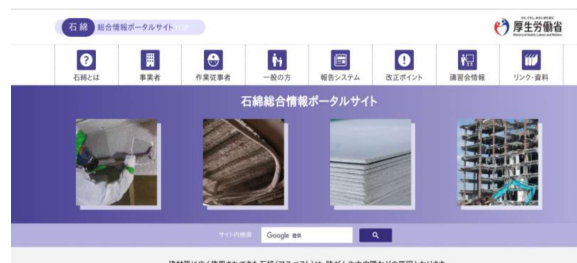 石綿 総合情報ポータルサイト
厚生労働省
石綿とは
事業者
作業従事者
一般の方
報告システム
改正ポイント
講習会情報
リンク・資料
石綿総合情報ポータルサイト
サイト内検索
Google 提供